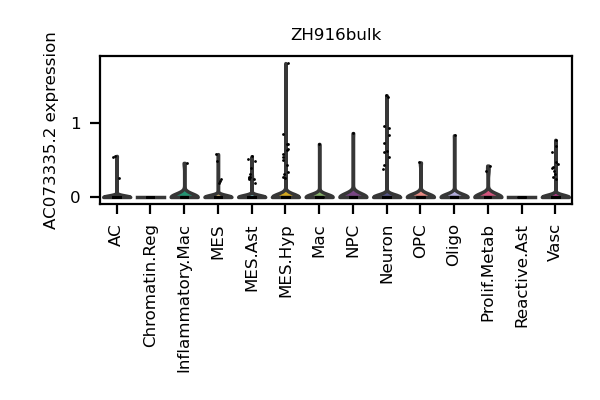 ZH916bulk
AC073335.2 expression
1
0
AC
Chromatin.Reg
Inflammatory.Mac
MES
MES.Ast
MES.Hyp
Mac
NPC
Neuron
OPC
Oligo
Prolif.Metab
Reactive.Ast
Vasc